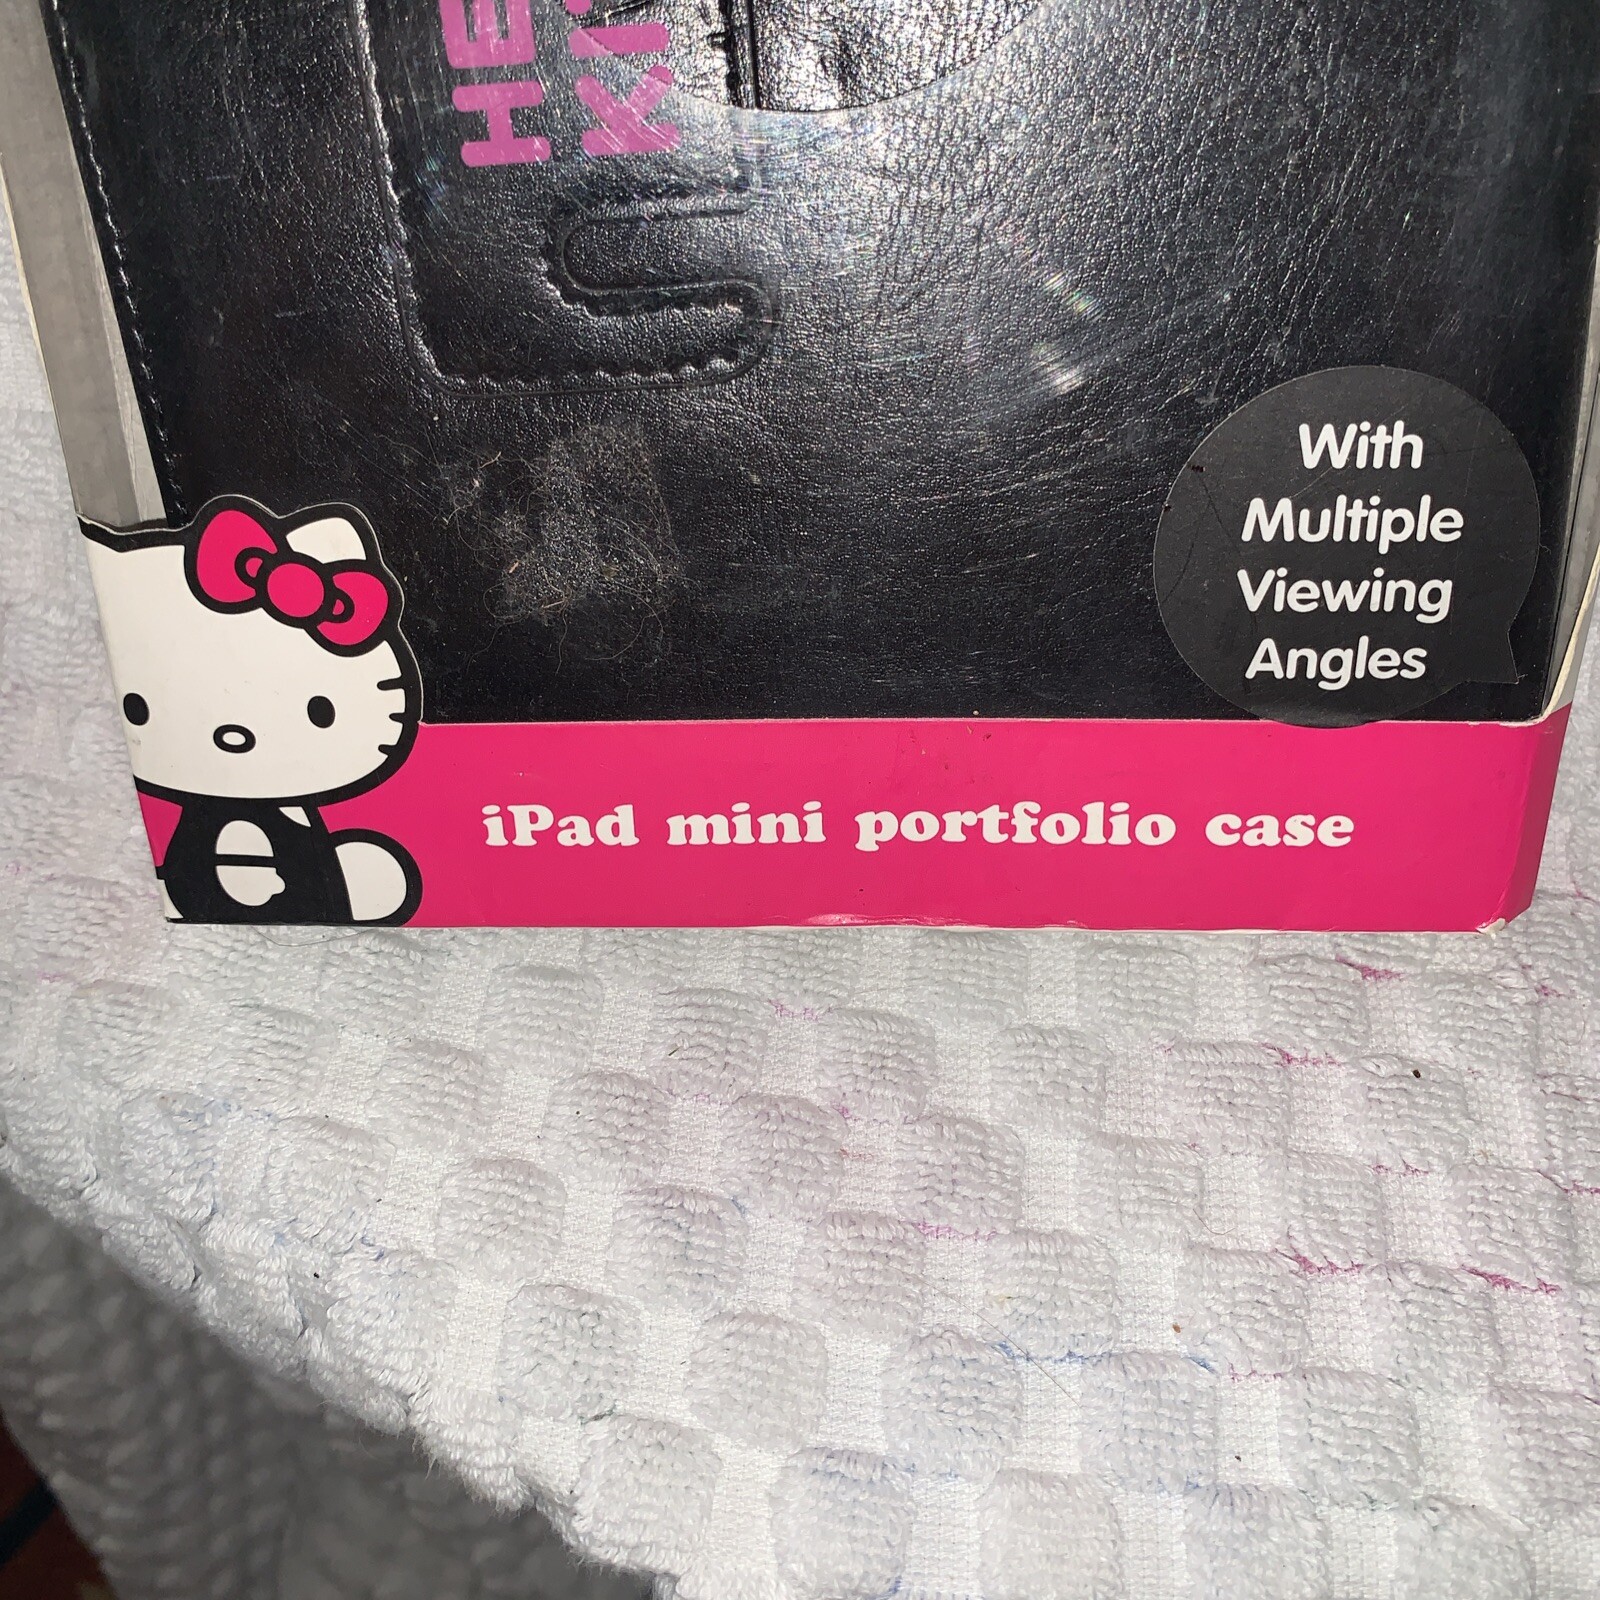 With
Multiple
Viewing
Angles
iPad mini portfolio case